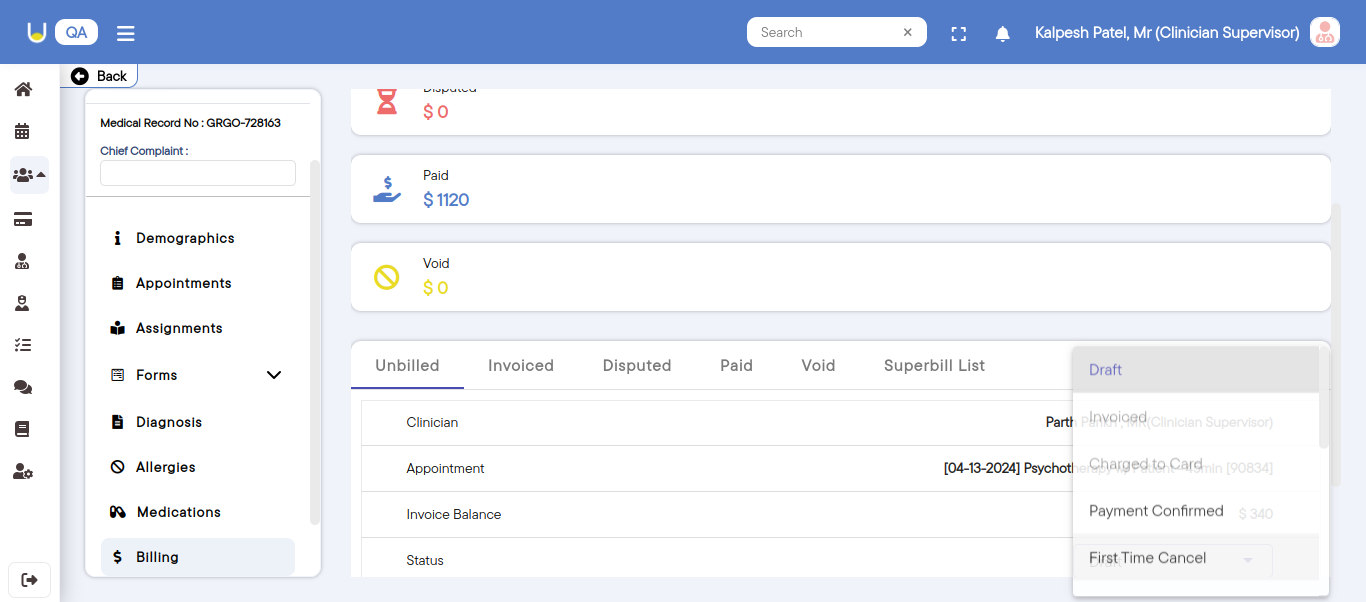 QA
Search
Kalpesh Patel, Mr (Clinician Supervisor)
Back
Medical Record No : GRGO-728163
Chief Complaint :
Demographics
Appointments
Assignments
Forms
Diagnosis
Allergies
Medications
Billing
Disputed
$ 0
Paid
$ 1120
Void
$ 0
Unbilled
Invoiced
Disputed
Paid
Void
Superbill List
Clinician
Parth
(Clinician Supervisor)
Appointment
[04-13-2024] Psychotherapy
45min [90834]
Invoice Balance
$ 340
Status
Draft
Draft
Invoiced
Charged to Card
Payment Confirmed
First Time Cancel